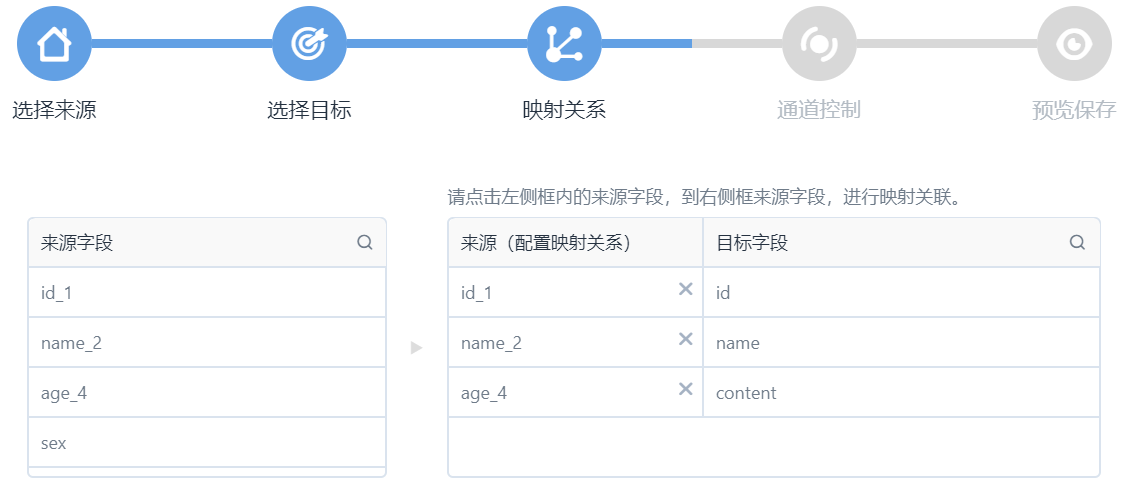 选择来源
选择目标
映射关系
通道控制
预览保存
请点击左侧框内的来源字段，到右侧框来源字段，进行映射关联。
来源字段
id_1
name_2
age_4
sex
来源（配置映射关系）
目标字段
id_1
id
name_2
name
age_4
content